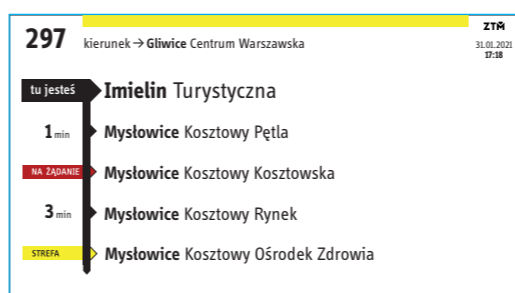 297 kierunek → Gliwice Centrum Warszawska
ZTM
31.01.2021
17:18
tu jesteś Imielin Turystyczna
1 min Mysłowice Kosztowy Pętla
NA ŻĄDANIE Mysłowice Kosztowy Kosztowska
3 min Mysłowice Kosztowy Rynek
STREFA Mysłowice Kosztowy Ośrodek Zdrowia